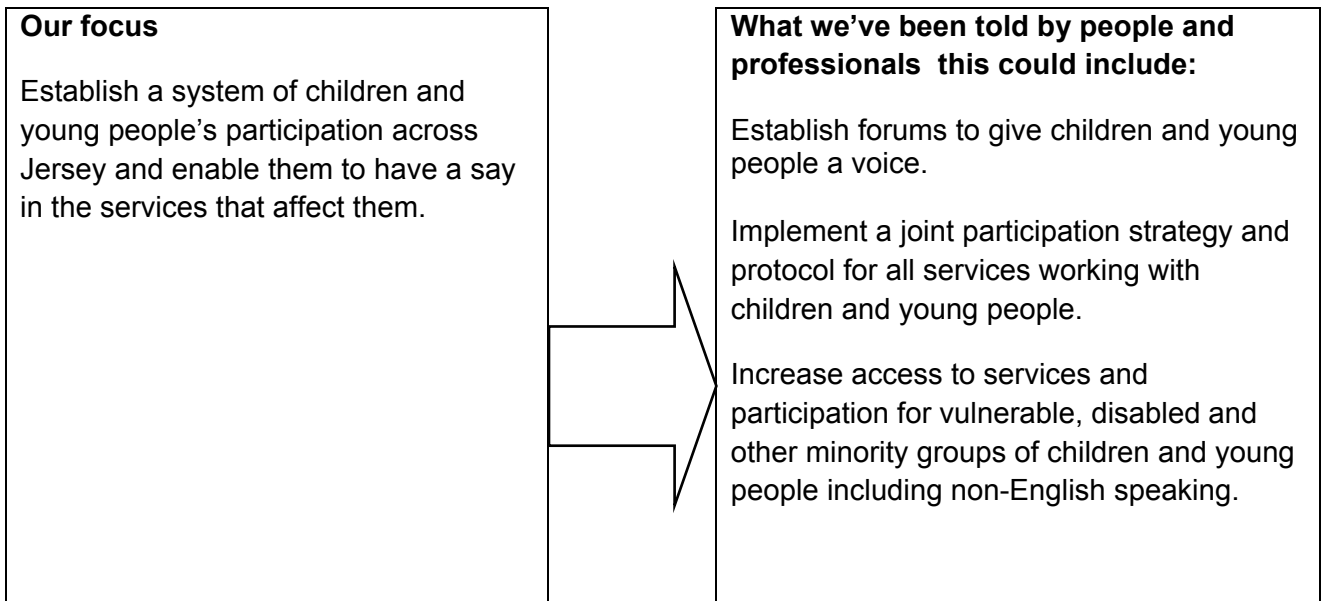 Our focus
Establish a system of children and
young people’s participation across
Jersey and enable them to have a say
in the services that affect them.
What we’ve been told by people and
professionals  this could include:
Establish forums to give children and young
people a voice.
Implement a joint participation strategy and
protocol for all services working with
children and young people.
Increase access to services and
participation for vulnerable, disabled and
other minority groups of children and young
people including non-English speaking.